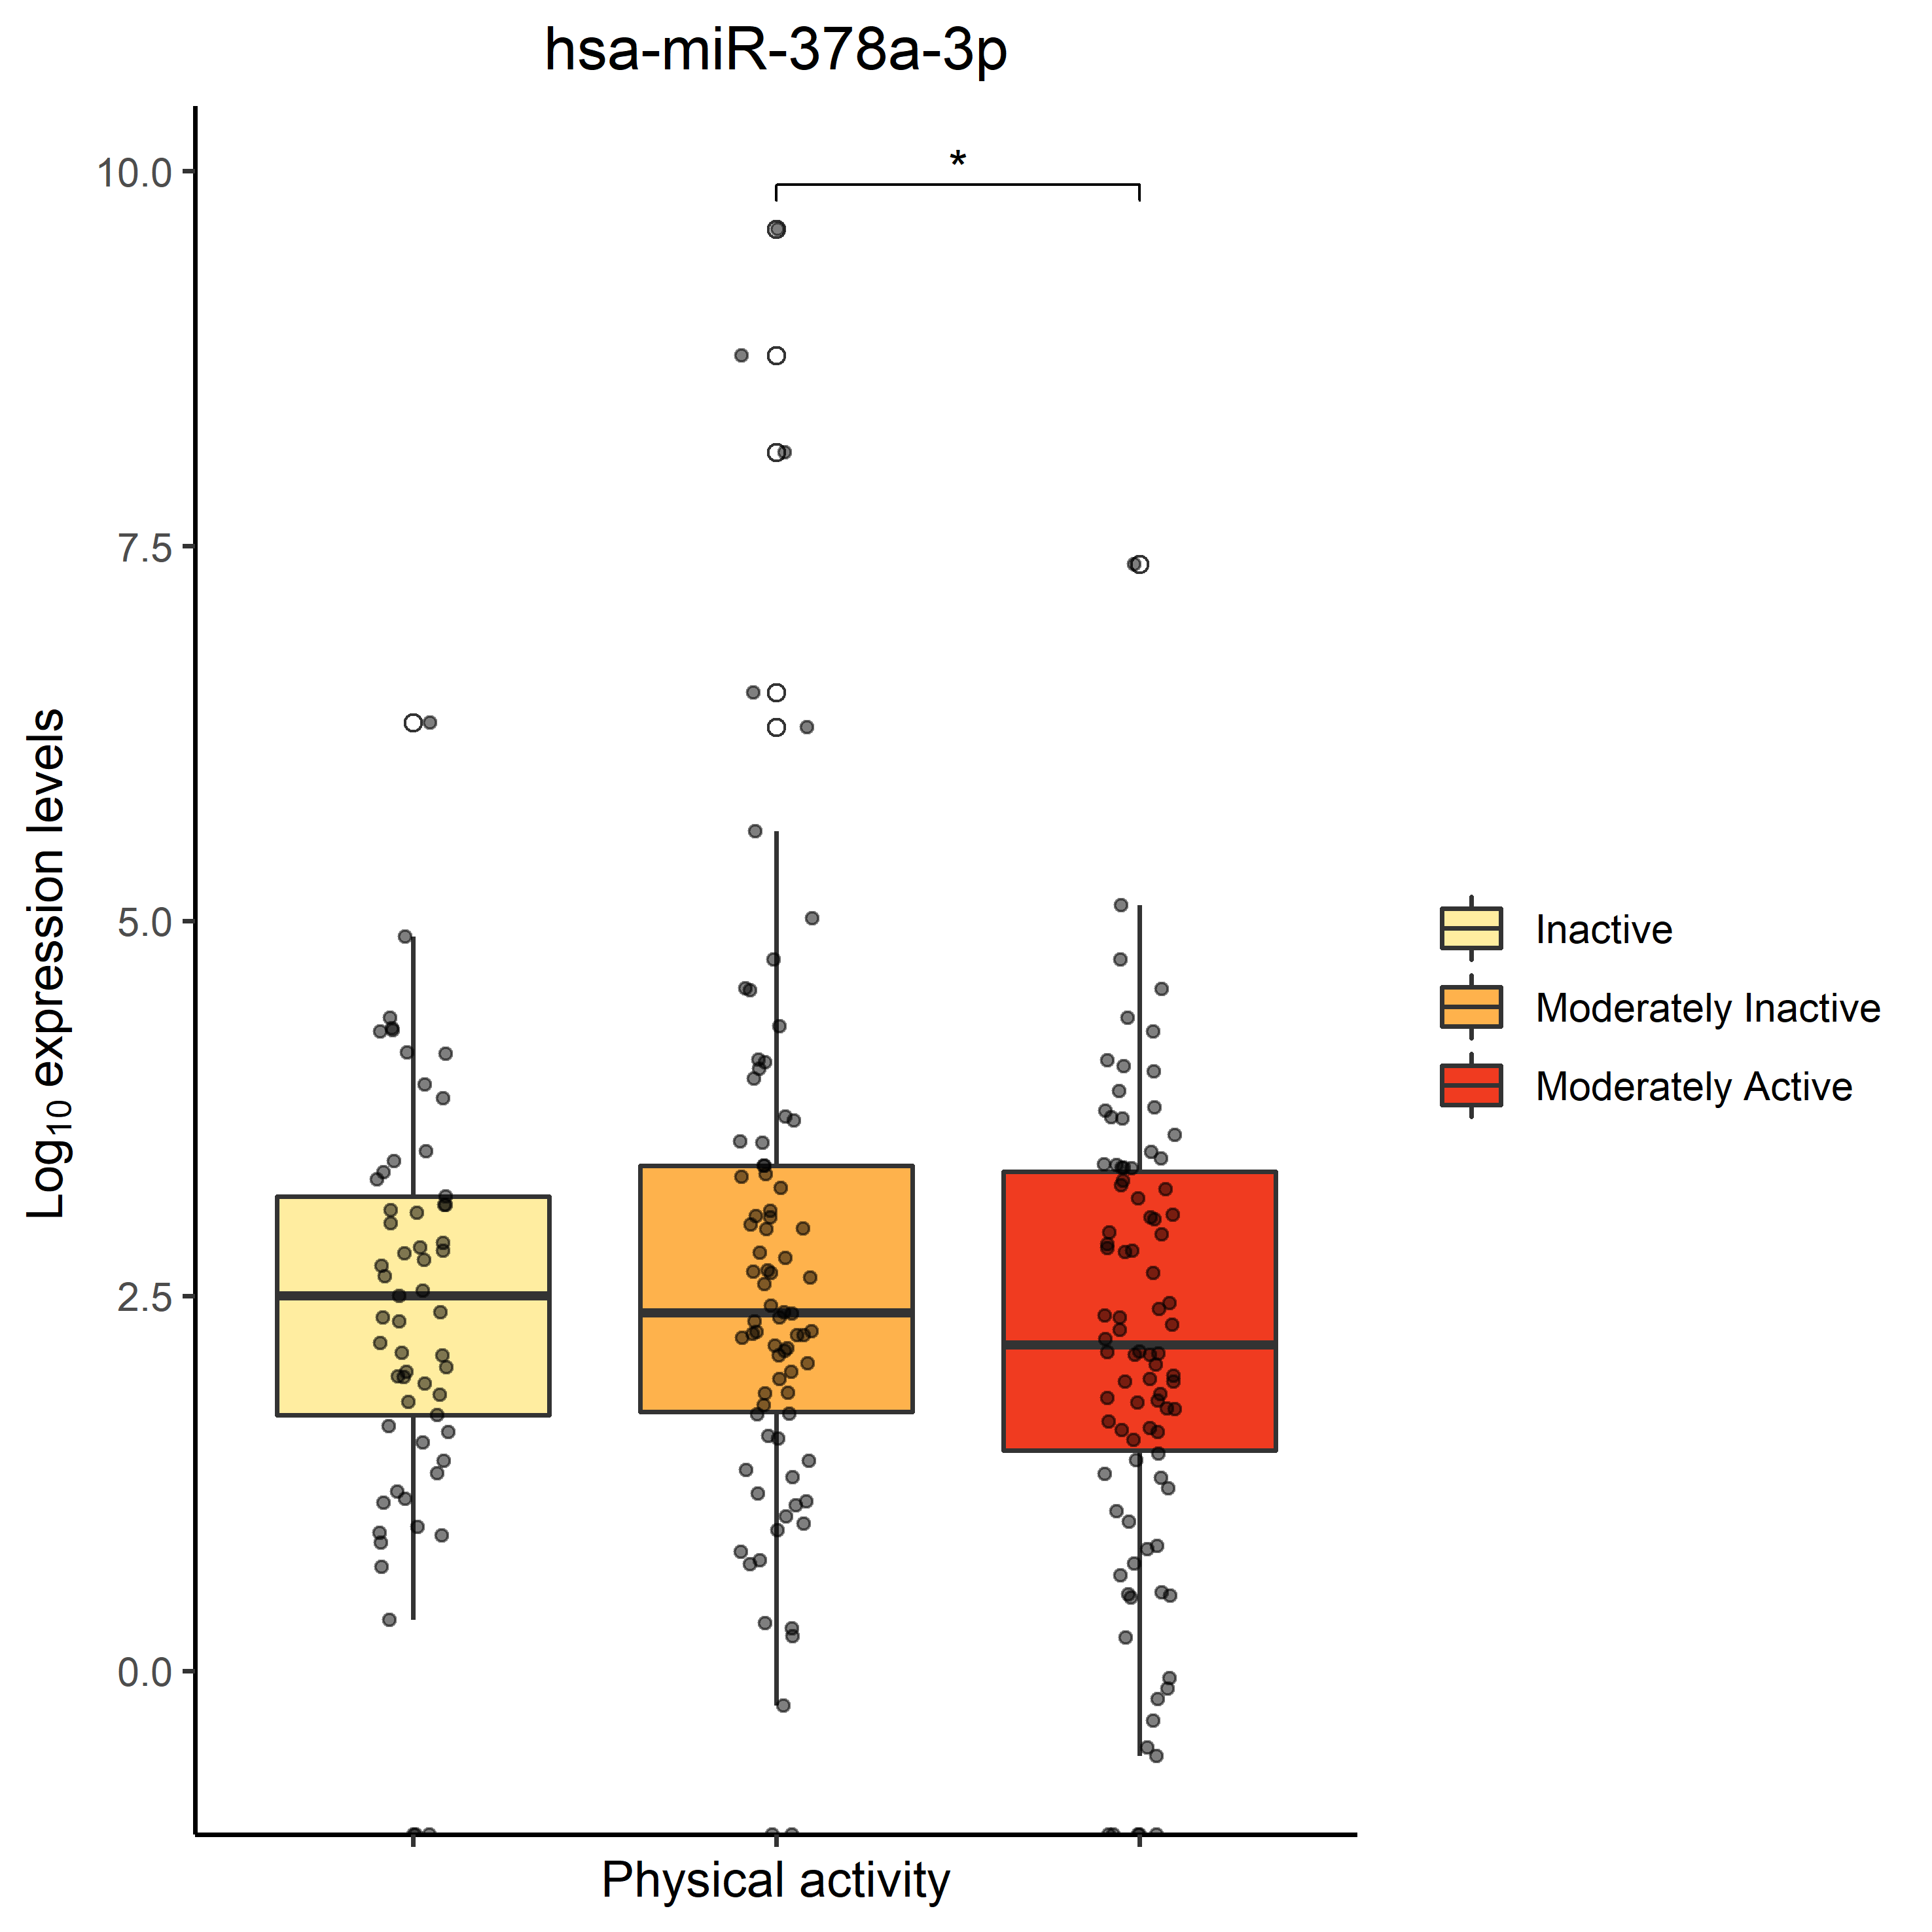 hsa-miR-378a-3p
*
10.0
7.5
5.0
2.5
0.0
Log₁₀ expression levels
Physical activity
Inactive
Moderately Inactive
Moderately Active